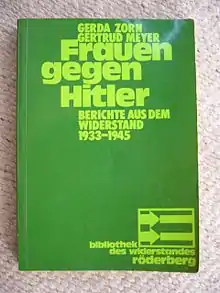 GERDA ZORN
GERTRUD MEYER
Frauen
gegen
Hitler
BERICHTE AUS DEM
WIDERSTAND
1933–1945
bibliothek
des widerstandes
röderberg